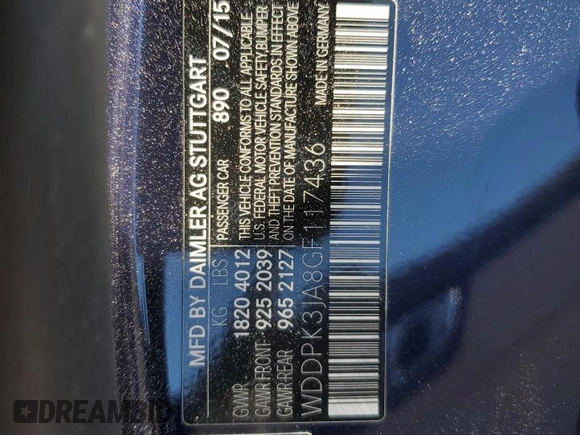 MFD BY DAIMLER AG STUTTGART
PASSENGER CAR 890 07/15
KG LBS THIS VEHICLE CONFORMS TO ALL APPLICABLE
GVWR 1820 4012 U.S. FEDERAL MOTOR VEHICLE SAFETY, BUMPER,
GAWR FRONT: 925 2039 AND THEFT PREVENTION STANDARDS IN EFFECT
GAWR REAR 965 2127 ON THE DATE OF MANUFACTURE SHOWN ABOVE
MADE IN GERMANY
WDDPK3JA8GF117436
DREAMBID